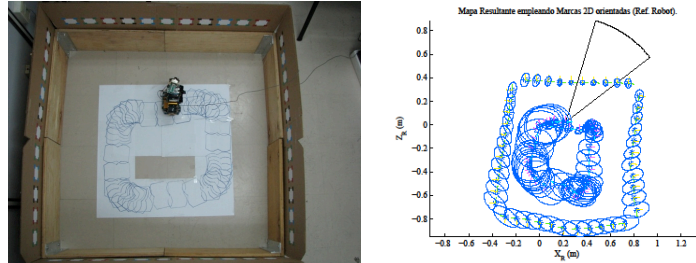 Mapa Resultante empleando Marcas 2D orientadas (Ref. Robot).
0.8
0.6
0.4
0.2
0
−0.2
−0.4
−0.6
−0.8
Z_R (m)
−0.8 −0.6 −0.4 −0.2 0 0.2 0.4 0.6 0.8 1 1.2
X_R (m)